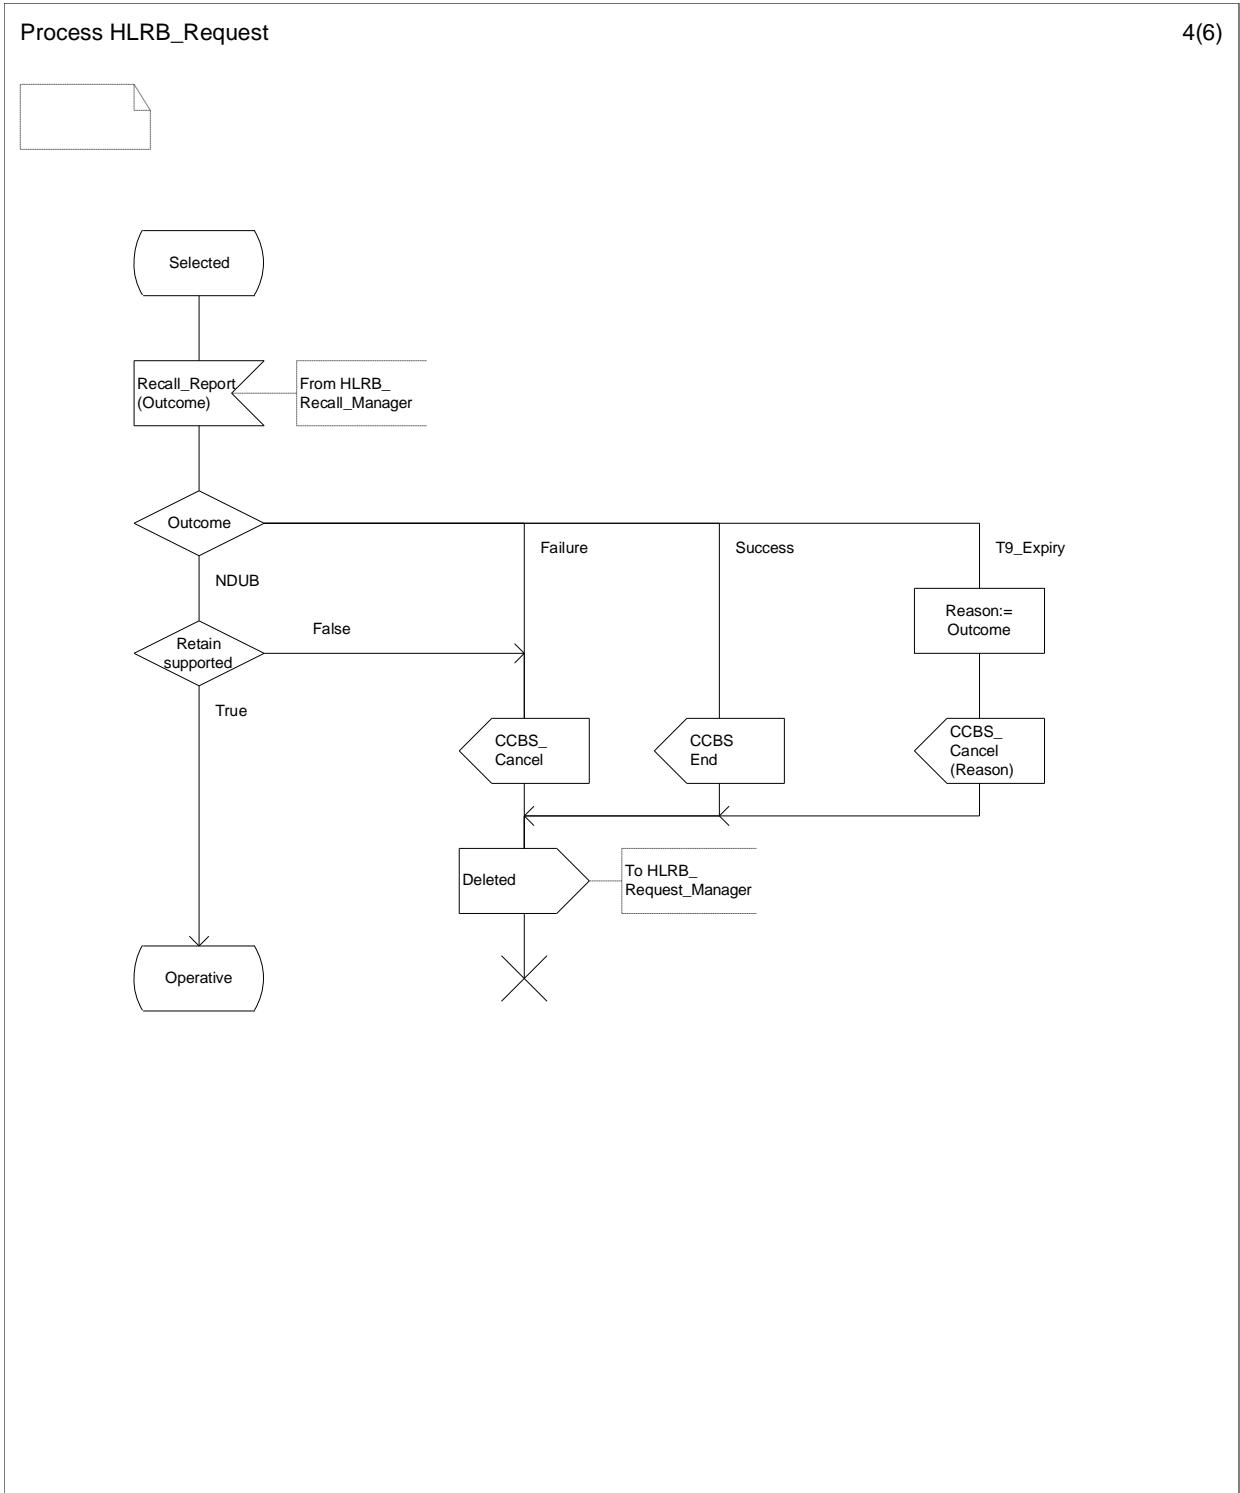 Process HLRB_Request
4(6)
Selected
Recall_Report
(Outcome)
From HLRB_
Recall_Manager
Outcome
Failure
Success
T9_Expiry
NDUB
Reason:=
Outcome
Retain
supported
False
True
CCBS_
Cancel
CCBS
End
CCBS_
Cancel
(Reason)
Deleted
To HLRB_
Request_Manager
Operative